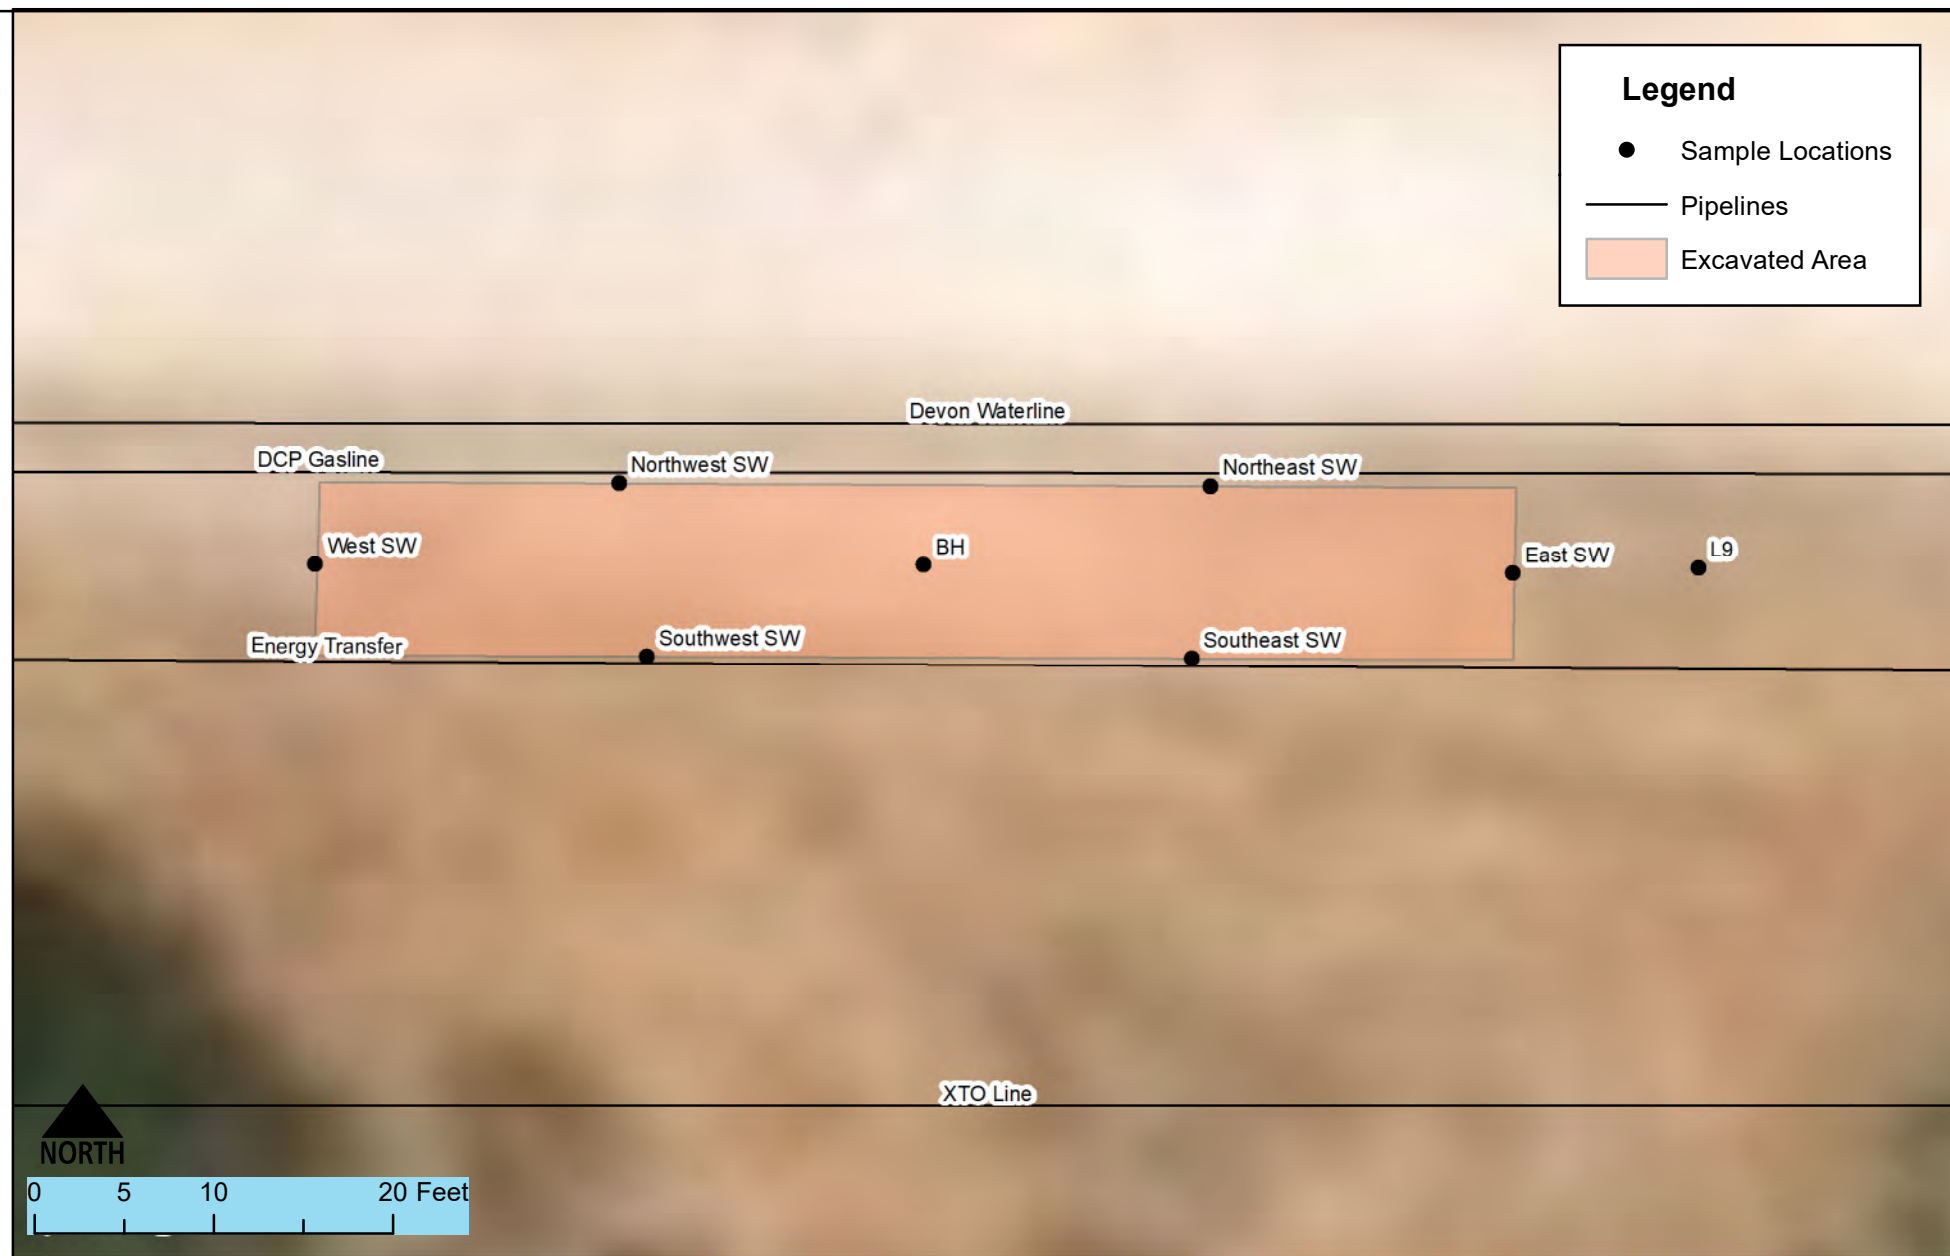 Legend
Sample Locations
Pipelines
Excavated Area
Devon Waterline
DCP Gasline
Northwest SW
Northeast SW
West SW
BH
East SW
L9
Energy Transfer
Southwest SW
Southeast SW
XTO Line
NORTH
0 5 10 20 Feet